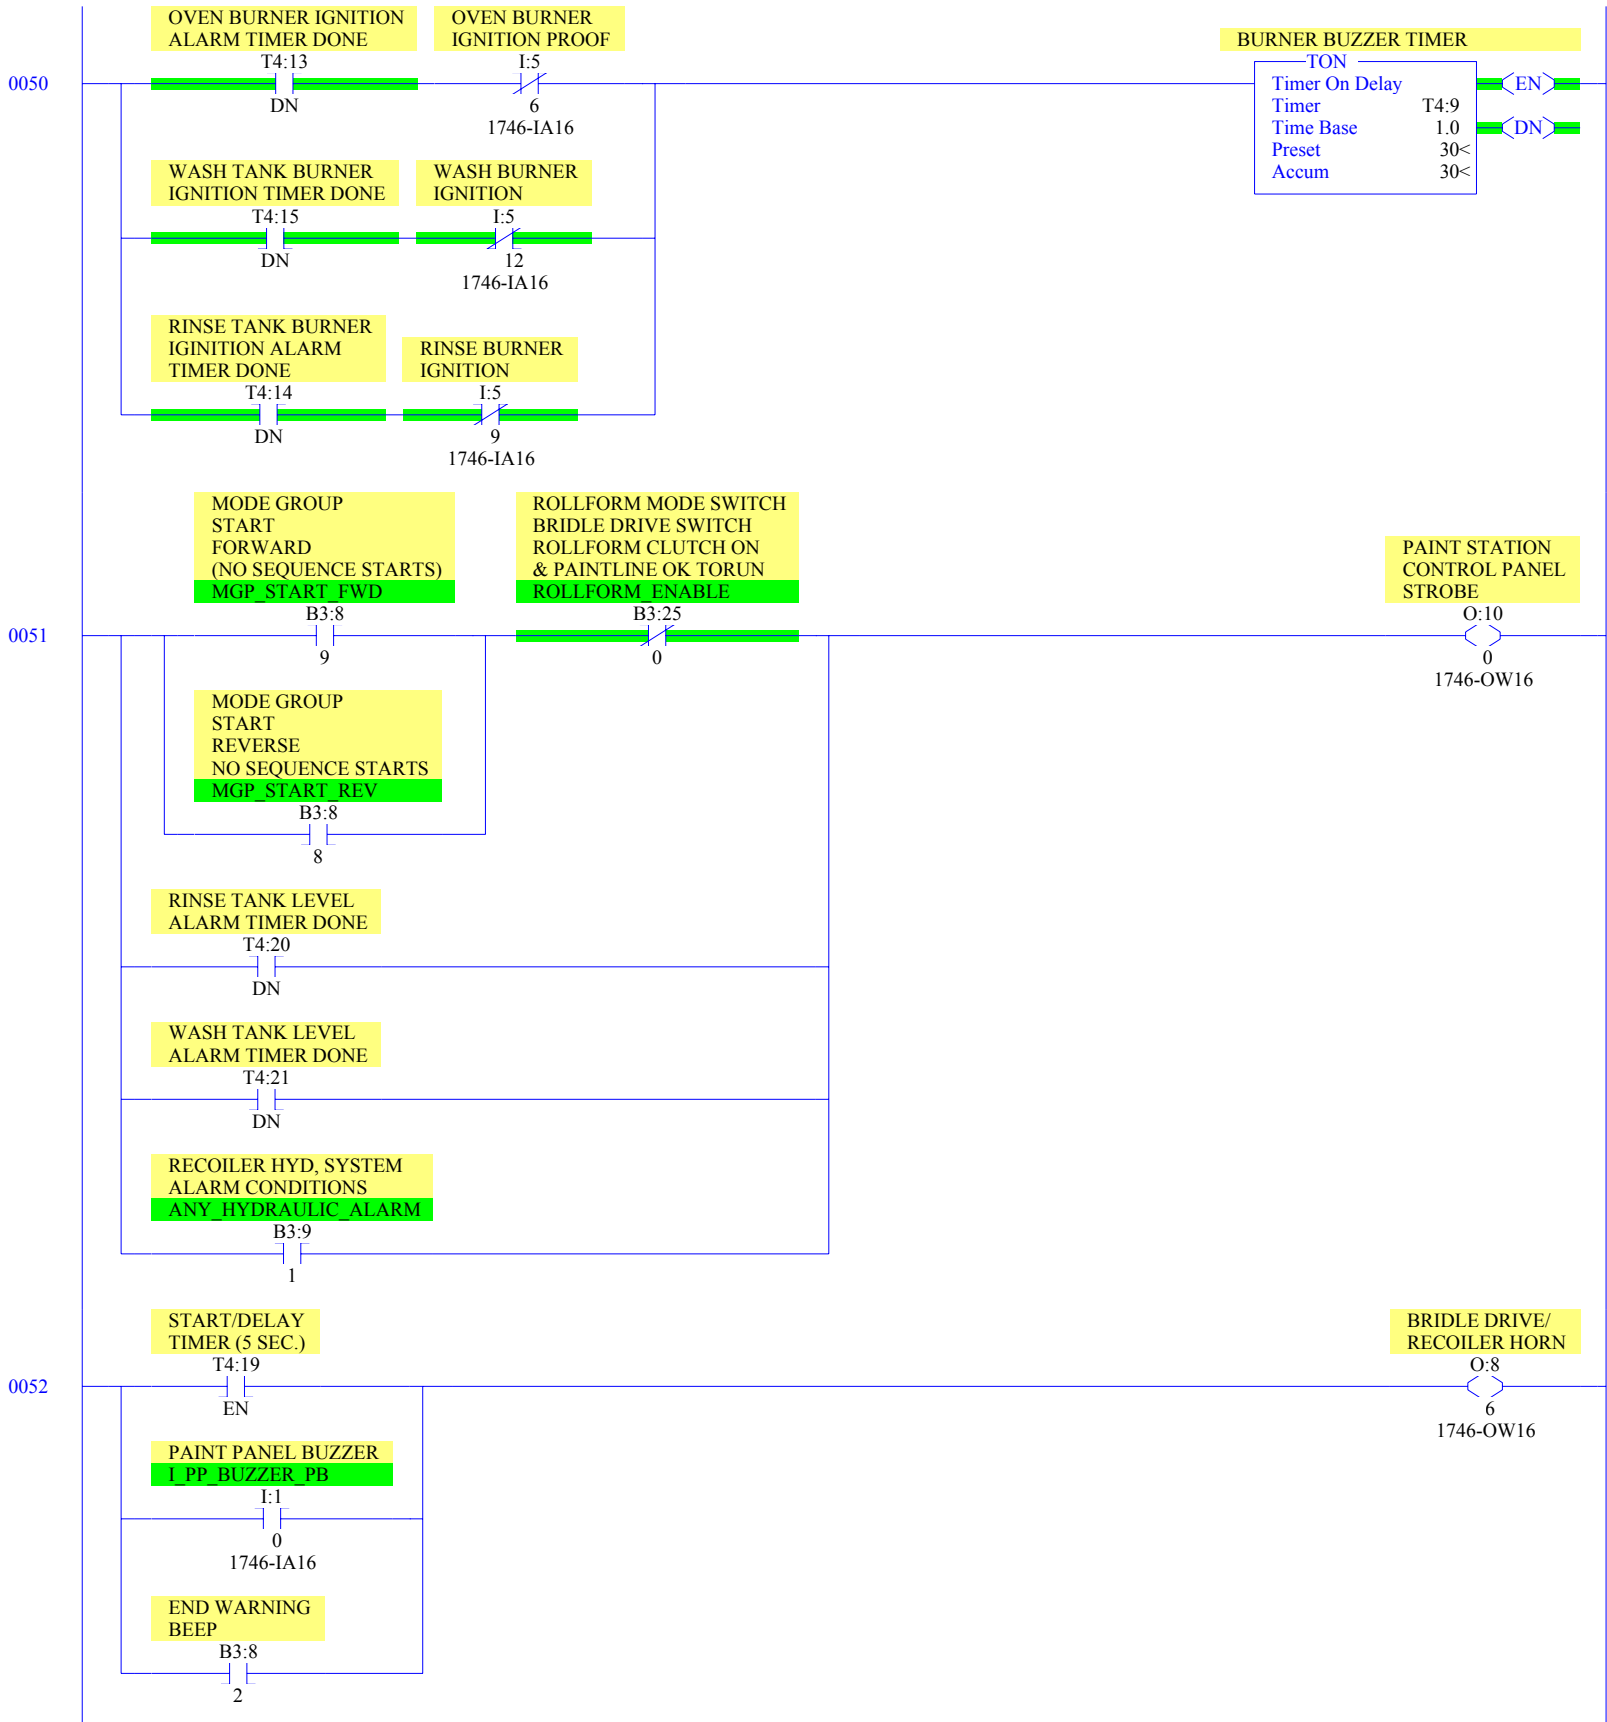 OVEN BURNER IGNITION
ALARM TIMER DONE
T4:13
DN
OVEN BURNER
IGNITION PROOF
I:5
6
1746-IA16
BURNER BUZZER TIMER
TON
Timer On Delay
Timer T4:9
Time Base 1.0
Preset 30<
Accum 30<
EN
DN
0050
WASH TANK BURNER
IGNITION TIMER DONE
T4:15
DN
WASH BURNER
IGNITION
I:5
12
1746-IA16
RINSE TANK BURNER
IGINITION ALARM
TIMER DONE
T4:14
DN
RINSE BURNER
IGNITION
I:5
9
1746-IA16
MODE GROUP
START
FORWARD
(NO SEQUENCE STARTS)
MGP_START_FWD
B3:8
9
ROLLFORM MODE SWITCH
BRIDLE DRIVE SWITCH
ROLLFORM CLUTCH ON
& PAINTLINE OK TORUN
ROLLFORM_ENABLE
B3:25
0
PAINT STATION
CONTROL PANEL
STROBE
O:10
0
1746-OW16
0051
MODE GROUP
START
REVERSE
NO SEQUENCE STARTS
MGP_START_REV
B3:8
8
RINSE TANK LEVEL
ALARM TIMER DONE
T4:20
DN
WASH TANK LEVEL
ALARM TIMER DONE
T4:21
DN
RECOILER HYD, SYSTEM
ALARM CONDITIONS
ANY_HYDRAULIC_ALARM
B3:9
1
START/DELAY
TIMER (5 SEC.)
T4:19
EN
BRIDLE DRIVE/
RECOILER HORN
O:8
6
1746-OW16
0052
PAINT PANEL BUZZER
I_PP_BUZZER_PB
I:1
0
1746-IA16
END WARNING
BEEP
B3:8
2